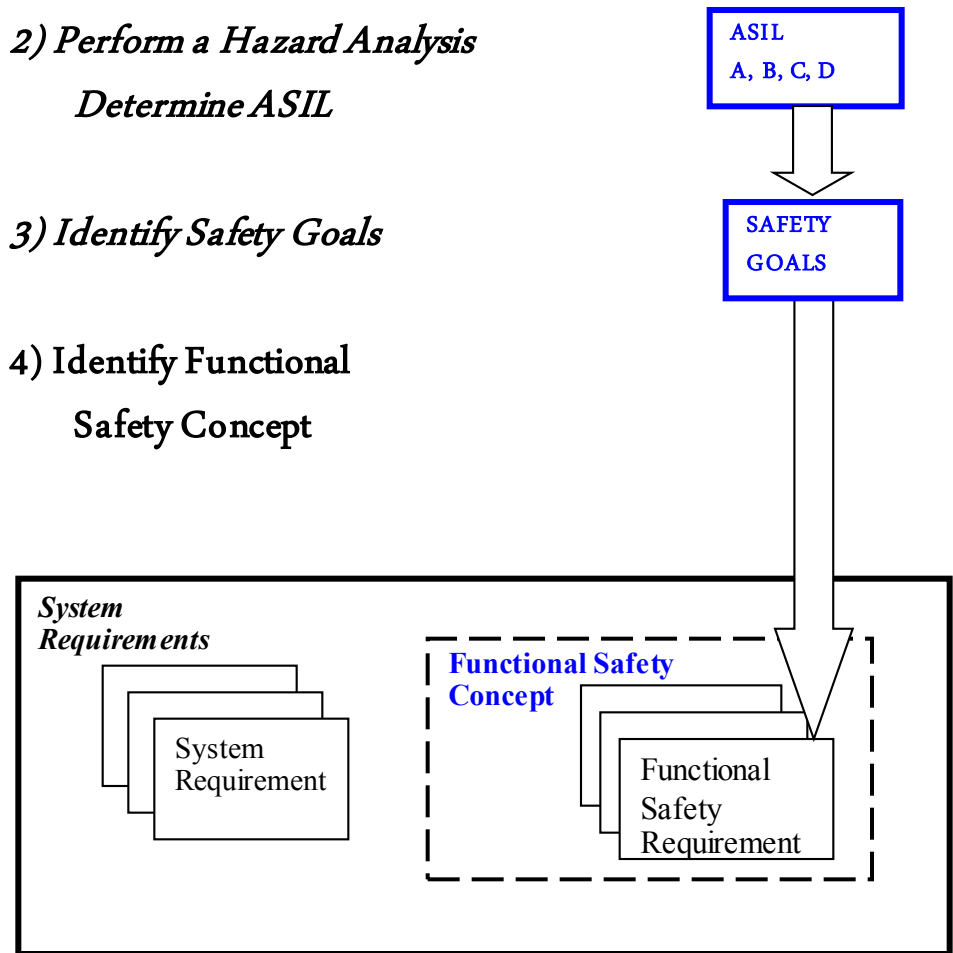 2) Perform a Hazard Analysis
Determine ASIL
ASIL
A, B, C, D
3) Identify Safety Goals
SAFETY
GOALS
4) Identify Functional
Safety Concept
System
Requirements
Functional Safety
Concept
System
Requirement
Functional
Safety
Requirement